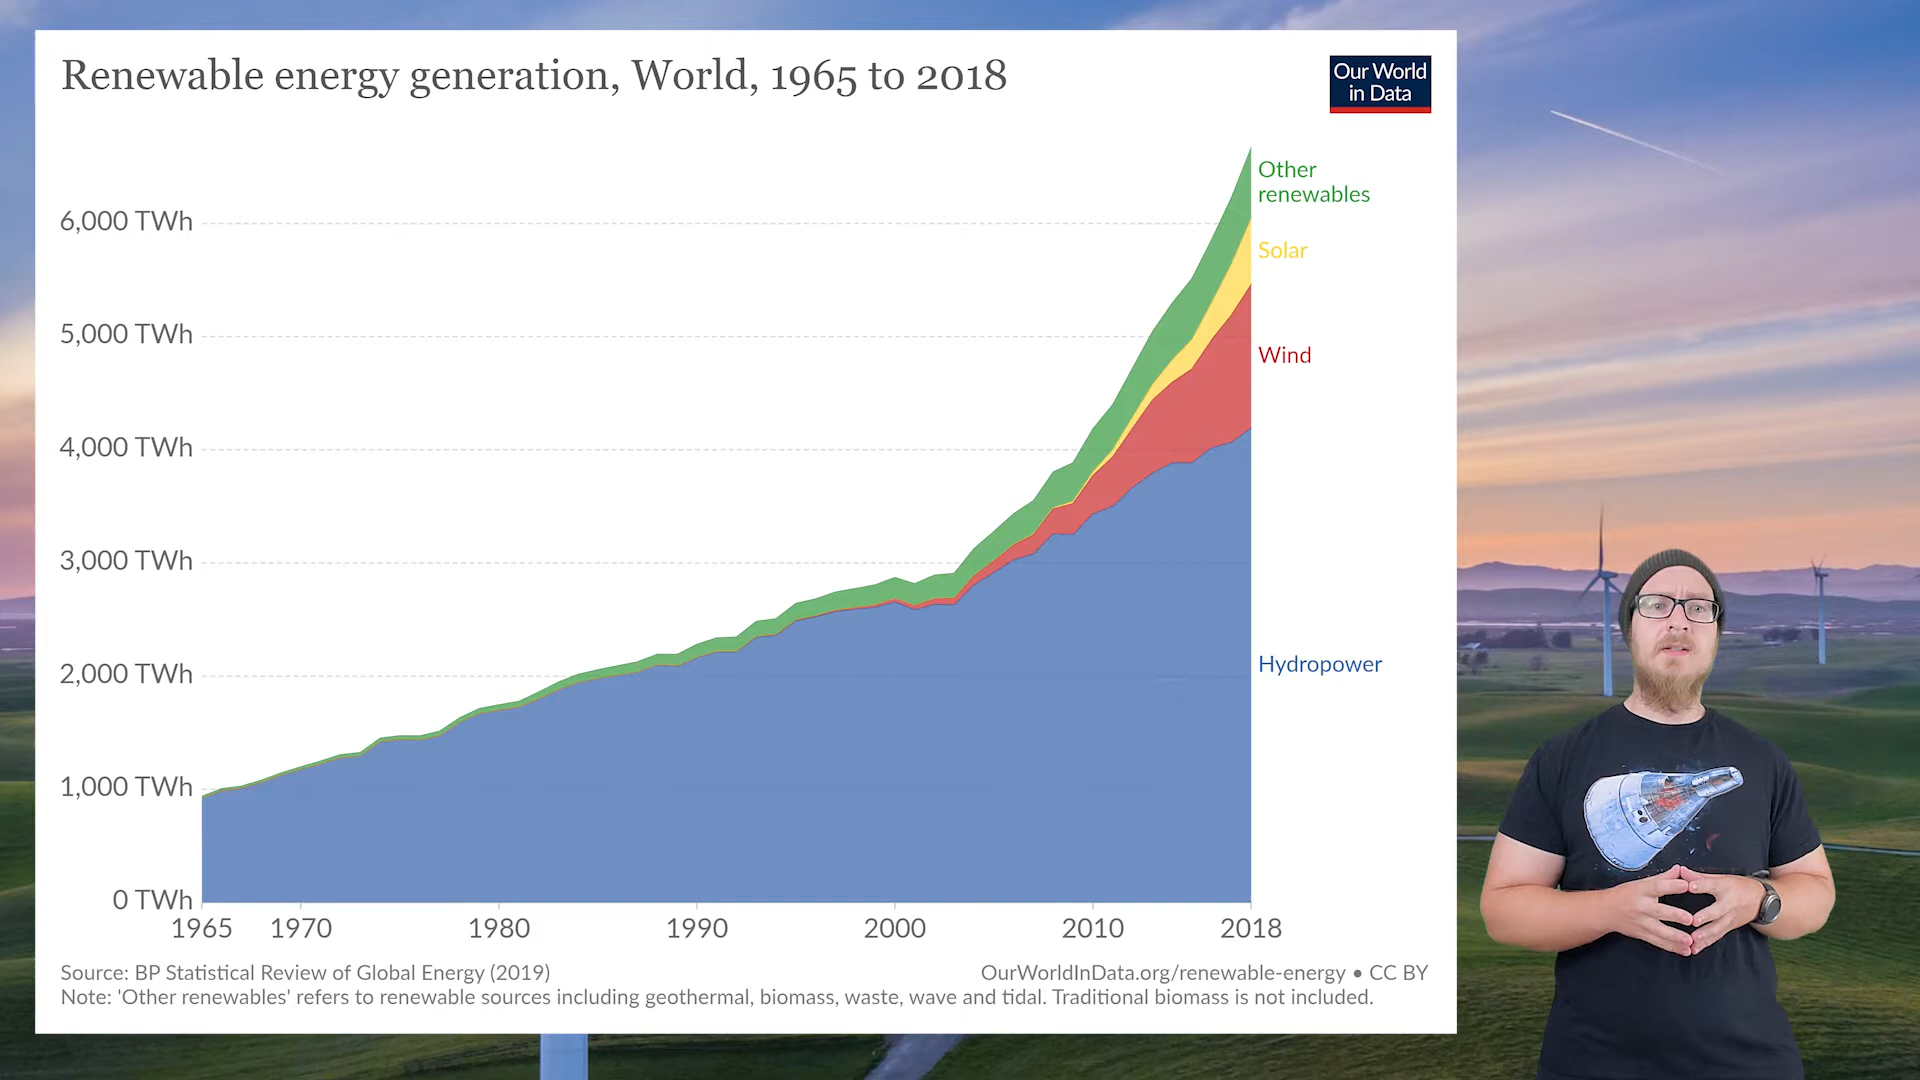 Renewable energy generation, World, 1965 to 2018
Our World
in Data
Other
renewables
6,000 TWh
Solar
5,000 TWh
Wind
4,000 TWh
3,000 TWh
2,000 TWh
Hydropower
1,000 TWh
0 TWh
1965 1970 1980 1990 2000 2010 2018
Source: BP Statistical Review of Global Energy (2019) OurWorldInData.org/renewable-energy • CC BY
Note: 'Other renewables' refers to renewable sources including geothermal, biomass, waste, wave and tidal. Traditional biomass is not included.